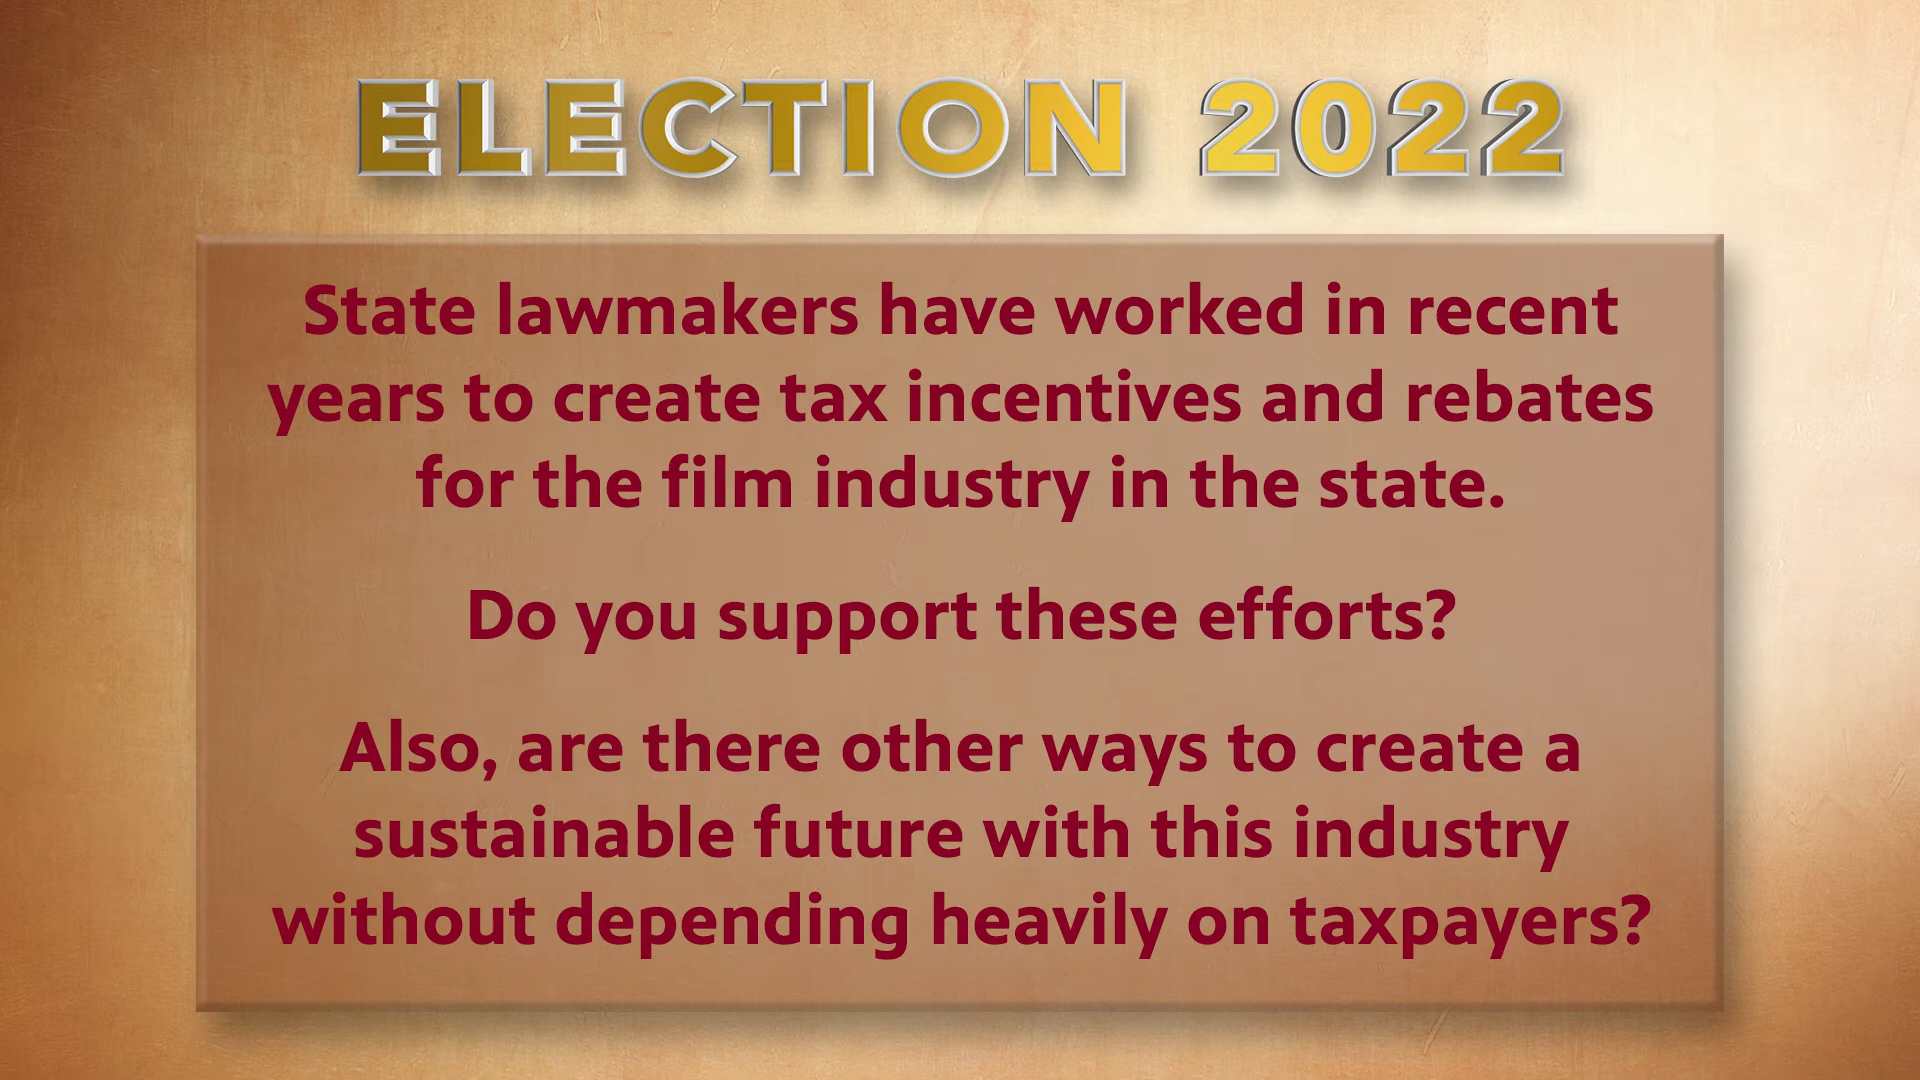 ELECTION 2022
State lawmakers have worked in recent
years to create tax incentives and rebates
for the film industry in the state.
Do you support these efforts?
Also, are there other ways to create a
sustainable future with this industry
without depending heavily on taxpayers?